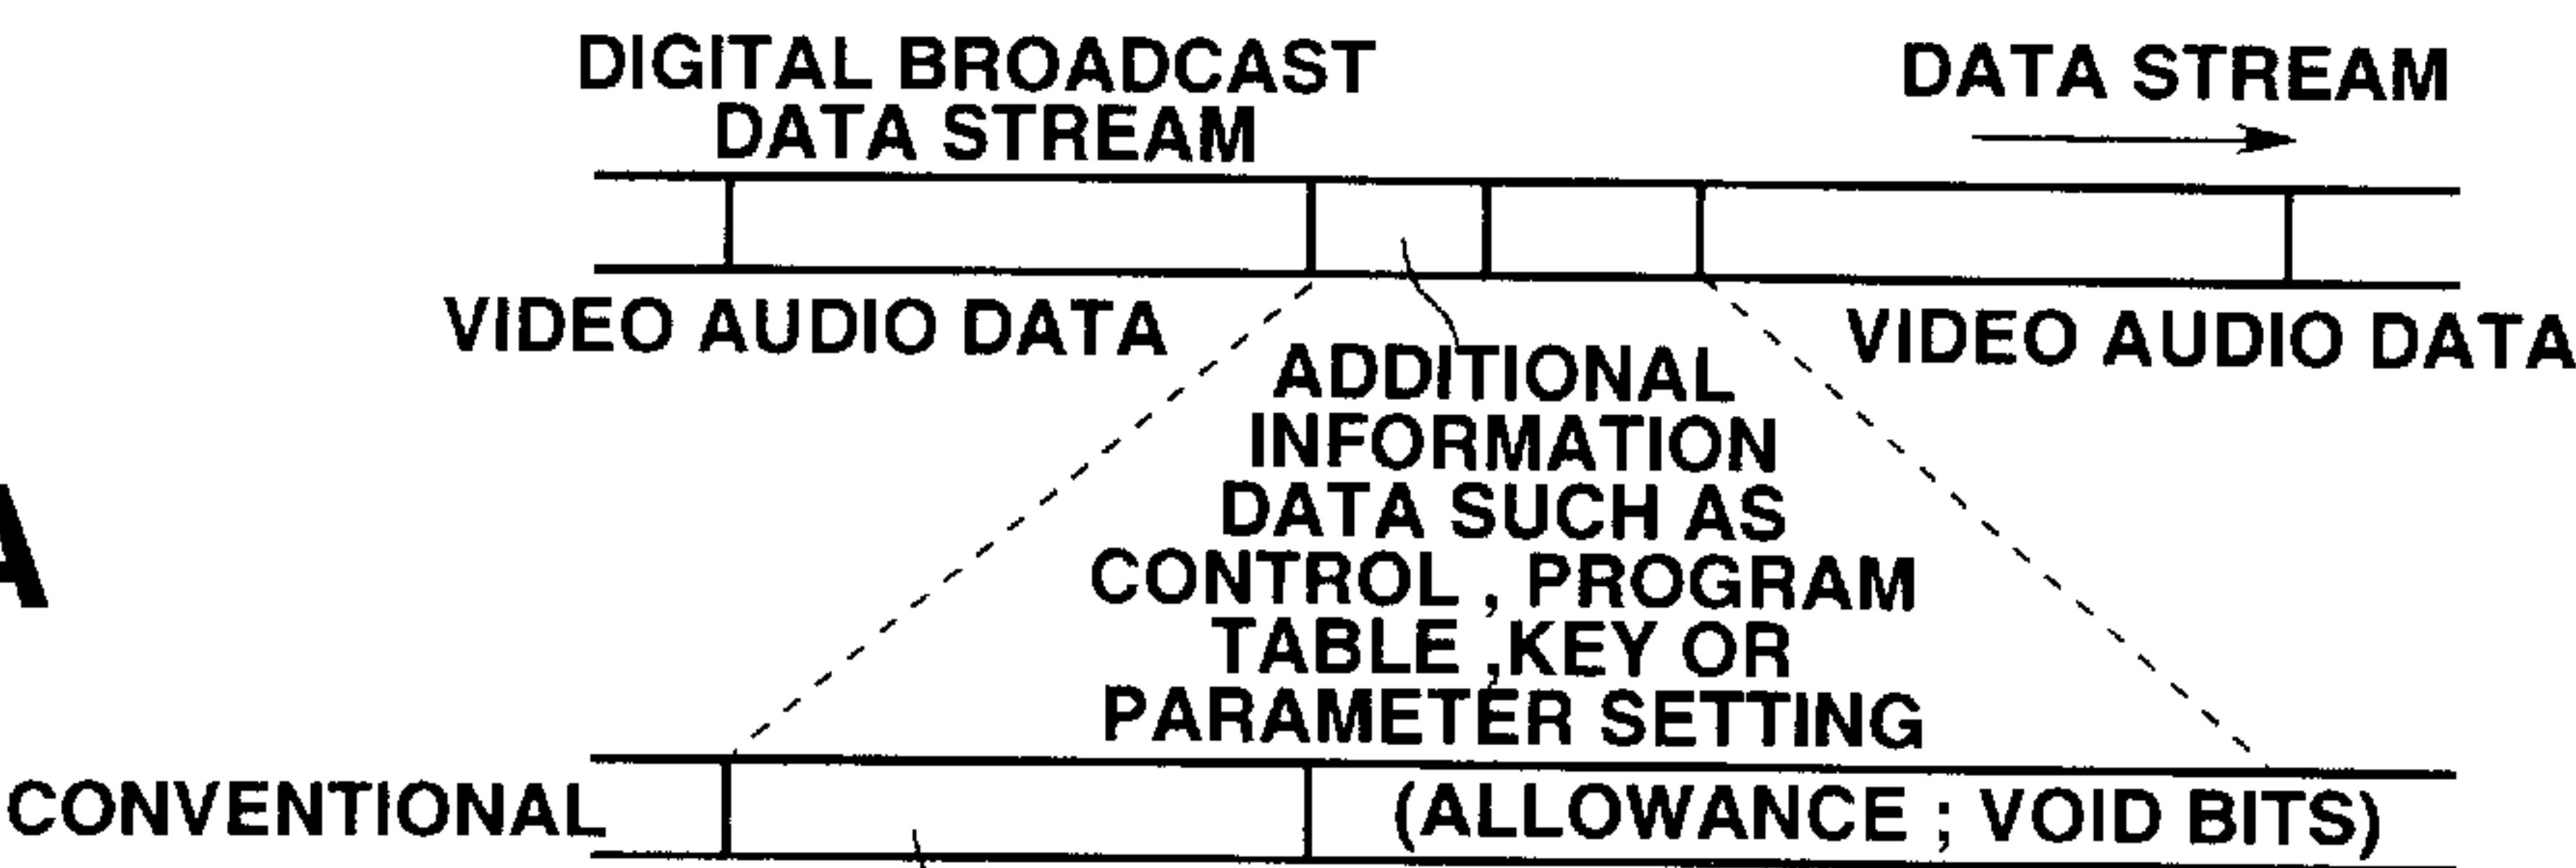 DIGITAL BROADCAST
DATA STREAM
DATA STREAM
VIDEO AUDIO DATA
VIDEO AUDIO DATA
ADDITIONAL
INFORMATION
DATA SUCH AS
CONTROL , PROGRAM
TABLE ,KEY OR
PARAMETER SETTING
A
CONVENTIONAL
(ALLOWANCE ; VOID BITS)